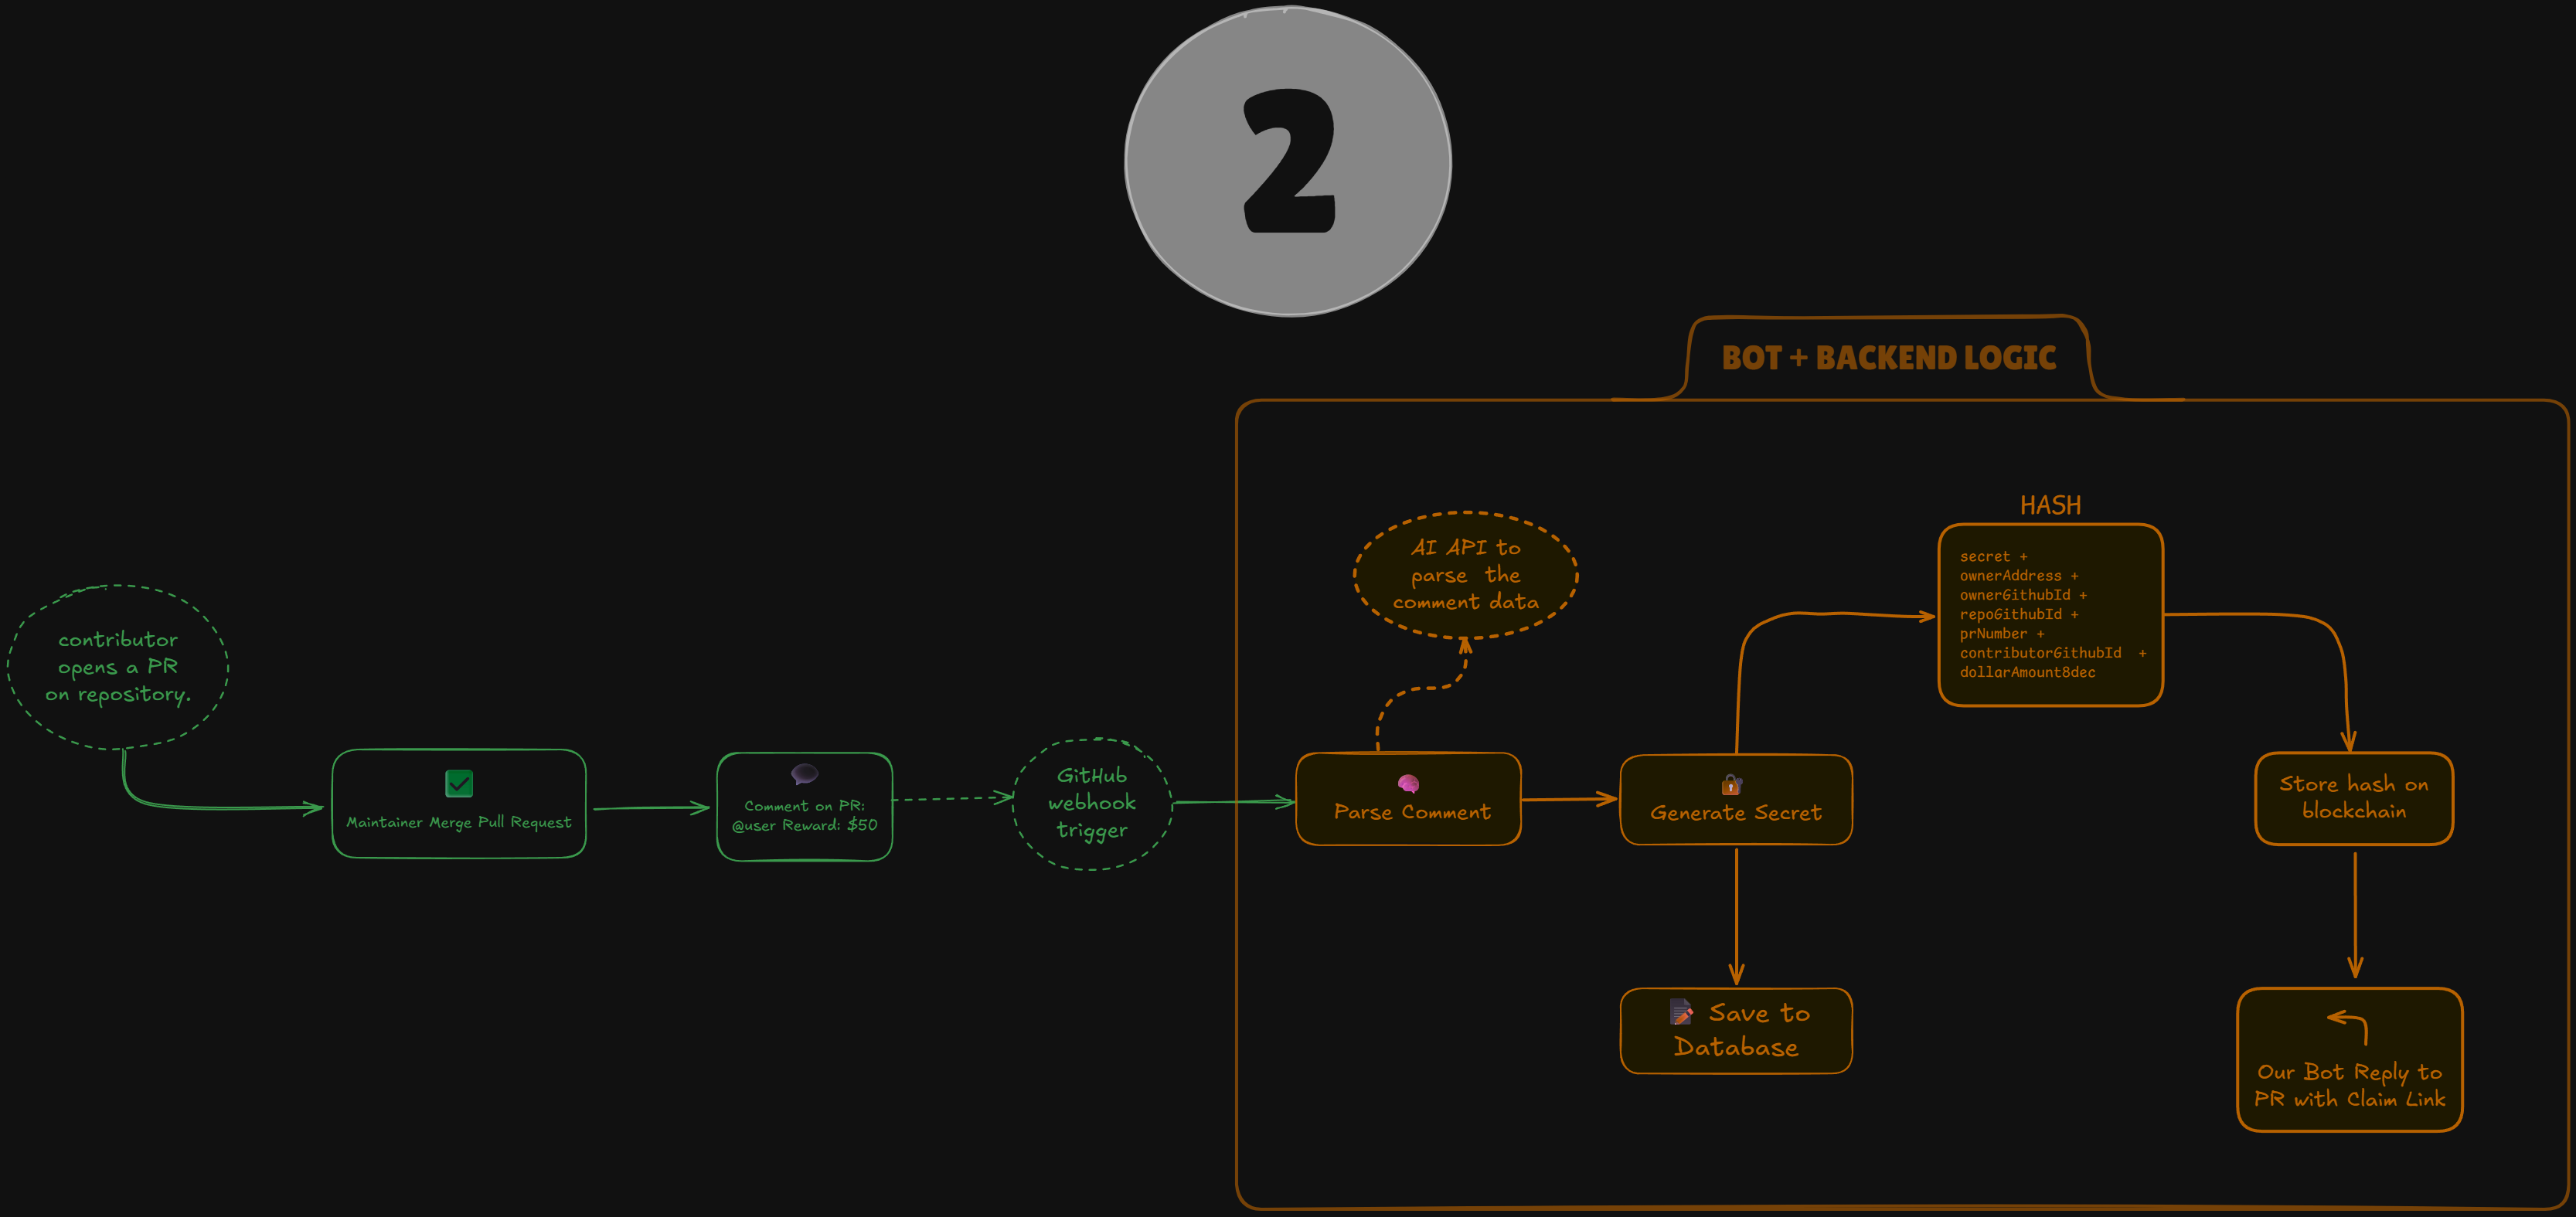 2
BOT + BACKEND LOGIC
contributor
opens a PR
on repository.
Maintainer Merge Pull Request
Comment on PR:
@user Reward: $50
GitHub
webhook
trigger
AI API to
parse the
comment data
Parse Comment
Generate Secret
Save to
Database
HASH
secret +
ownerAddress +
ownerGithubId +
repoGithubId +
prNumber +
contributorGithubId +
dollarAmount8dec
Store hash on
blockchain
Our Bot Reply to
PR with Claim Link